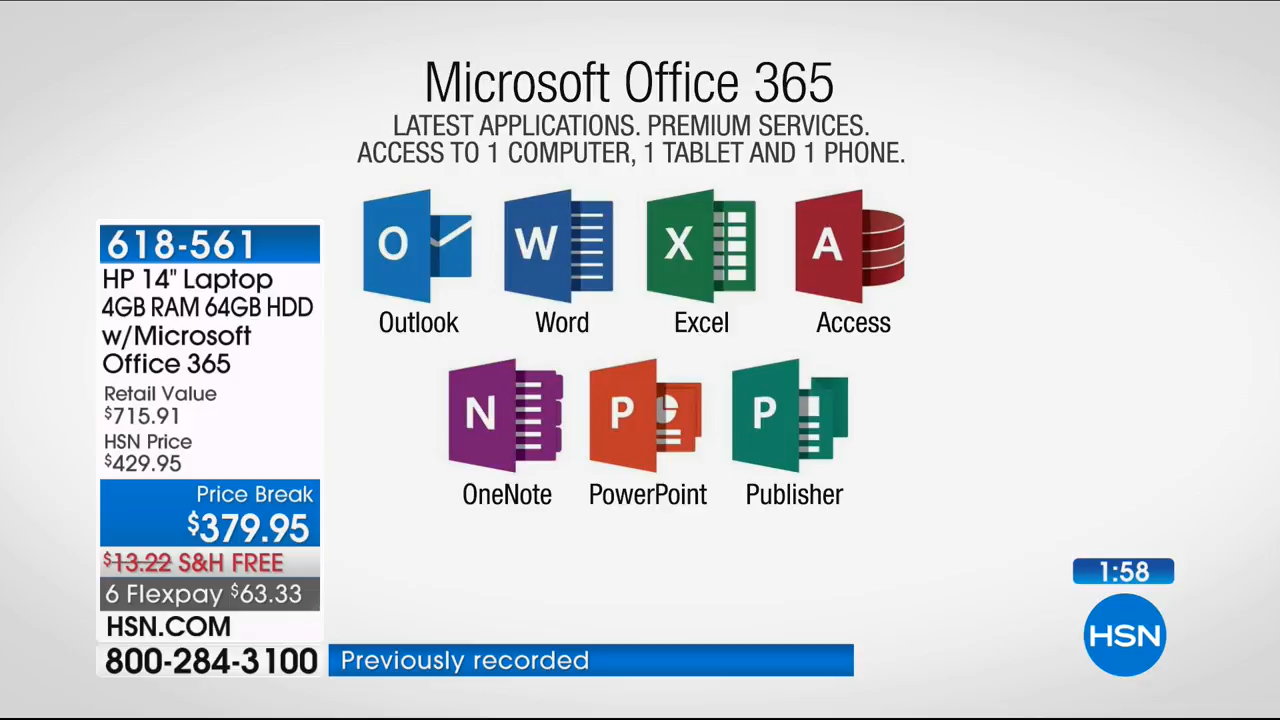 Microsoft Office 365
LATEST APPLICATIONS. PREMIUM SERVICES.
ACCESS TO 1 COMPUTER, 1 TABLET AND 1 PHONE.
O W X A
Outlook Word Excel Access
N P P
OneNote PowerPoint Publisher
618-561
HP 14" Laptop
4GB RAM 64GB HDD
w/Microsoft
Office 365
Retail Value
$715.91
HSN Price
$429.95
Price Break
$379.95
$13.22 S&H FREE
6 Flexpay $63.33
HSN.COM
800-284-3100
Previously recorded
1:58
HSN